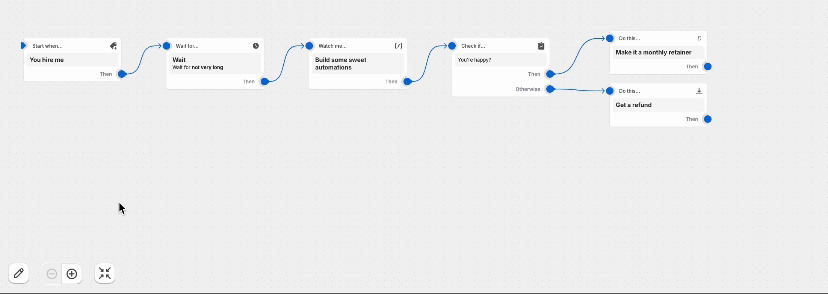 Start when...
You hire me
Then
Wait for...
Wait
Wait for not very long
Then
Watch me...
Build some sweet
automations
Then
Check if...
You're happy?
Then
Otherwise
Do this...
Make it a monthly retainer
Then
Do this...
Get a refund
Then